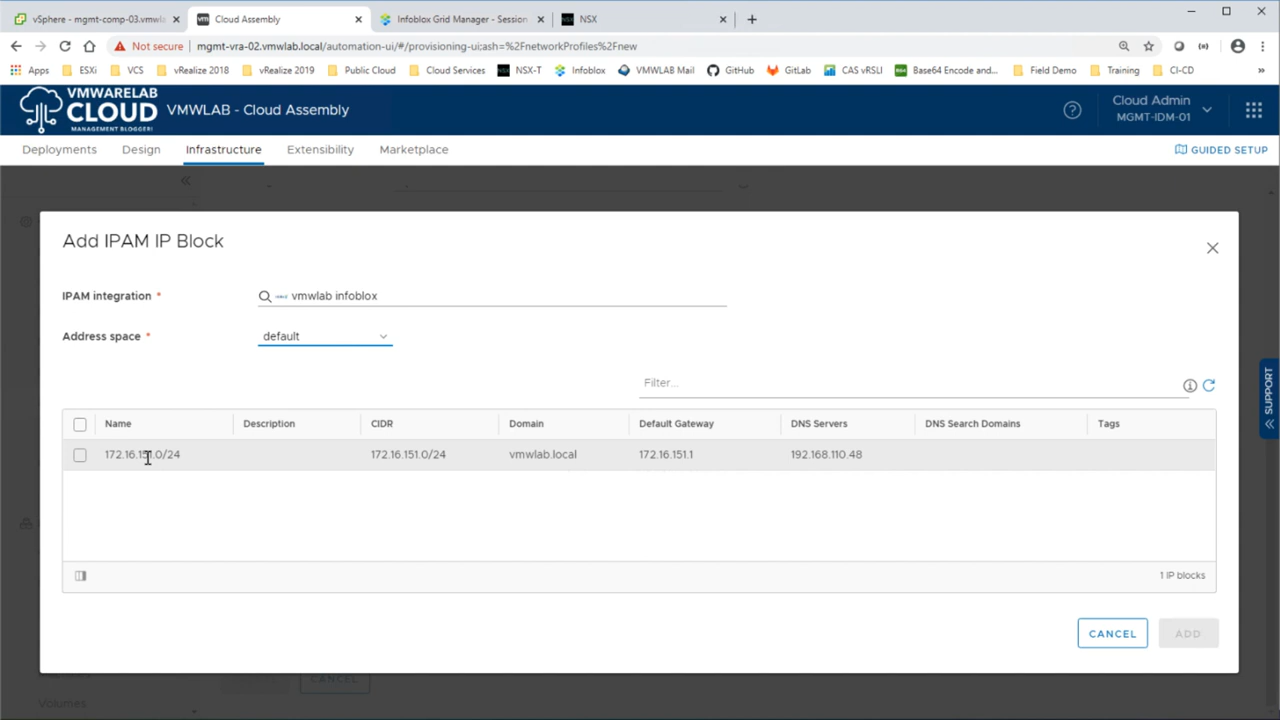 vSphere - mgmt-comp-03.vmwla
Cloud Assembly
Infoblox Grid Manager - Session
NSX
Not secure
mgmt-vra-02.vmwlab.local/automation-ui/#/provisioning-ui;ash=%2FnetworkProfiles%2Fnew
Apps
ESXi
VCS
vRealize 2018
vRealize 2019
Public Cloud
Cloud Services
NSX-T
Infoblox
VMWLAB Mail
GitHub
GitLab
CAS vRSLI
Base64 Encode and...
Field Demo
Training
CI-CD
VMWARELAB
CLOUD
MANAGEMENT BLOGGER!
VMWLAB - Cloud Assembly
Cloud Admin
MGMT-IDM-01
Deployments
Design
Infrastructure
Extensibility
Marketplace
GUIDED SETUP
Add IPAM IP Block
IPAM integration *
vmwlab infoblox
Address space *
default
Filter...
Name
Description
CIDR
Domain
Default Gateway
DNS Servers
DNS Search Domains
Tags
172.16.151.0/24
172.16.151.0/24
vmwlab.local
172.16.151.1
192.168.110.48
1 IP blocks
CANCEL
ADD
SUPPORT
CANCEL
Volumes